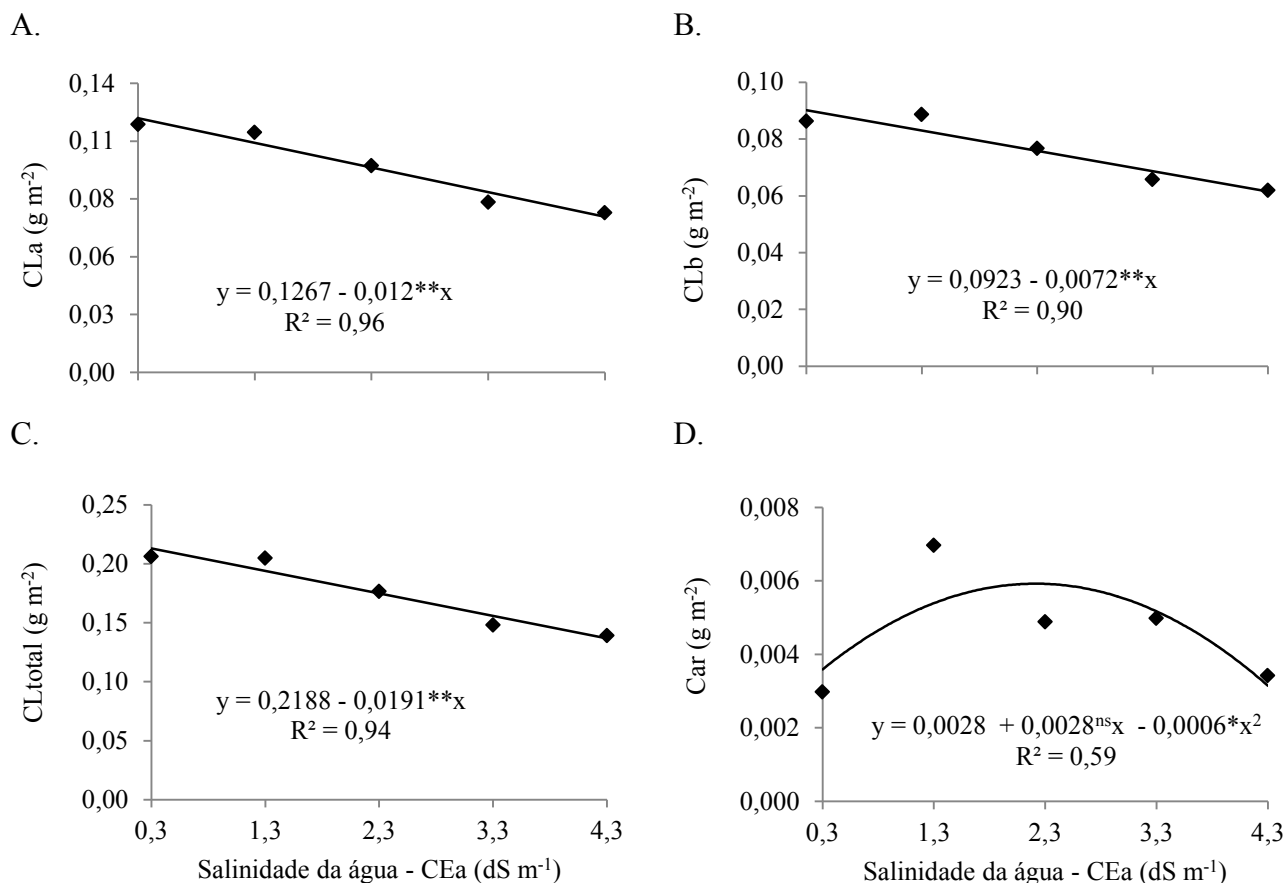 A.
0,14
0,11
0,08
0,06
0,03
0,00
CLa (g m⁻²)
y = 0,1267 - 0,012**x
R² = 0,96
B.
0,10
0,08
0,06
0,04
0,02
0,00
CLb (g m⁻²)
y = 0,0923 - 0,0072**x
R² = 0,90
C.
0,25
0,20
0,15
0,10
0,05
0,00
CLtotal (g m⁻²)
y = 0,2188 - 0,0191**x
R² = 0,94
0,3 1,3 2,3 3,3 4,3
Salinidade da água - CEa (dS m⁻¹)
D.
0,008
0,006
0,004
0,002
0,000
Car (g m⁻²)
y = 0,0028 + 0,0028ⁿˢx - 0,0006*x²
R² = 0,59
0,3 1,3 2,3 3,3 4,3
Salinidade da água - CEa (dS m⁻¹)